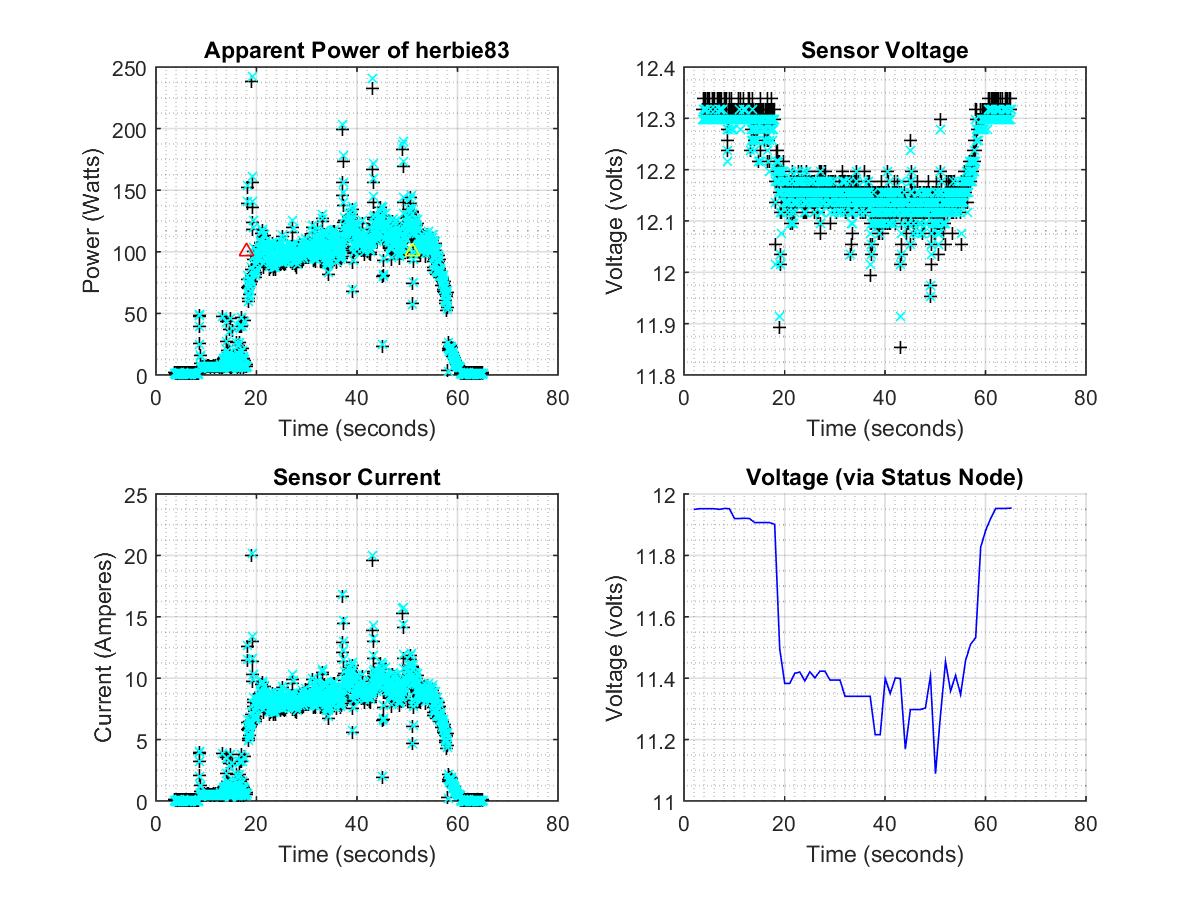 Apparent Power of herbie83
250
200
150
100
50
0
Power (Watts)
0 20 40 60 80
Time (seconds)
Sensor Voltage
12.4
12.3
12.2
12.1
12
11.9
11.8
Voltage (volts)
0 20 40 60 80
Time (seconds)
Sensor Current
25
20
15
10
5
0
Current (Amperes)
0 20 40 60 80
Time (seconds)
Voltage (via Status Node)
12
11.8
11.6
11.4
11.2
11
Voltage (volts)
0 20 40 60 80
Time (seconds)